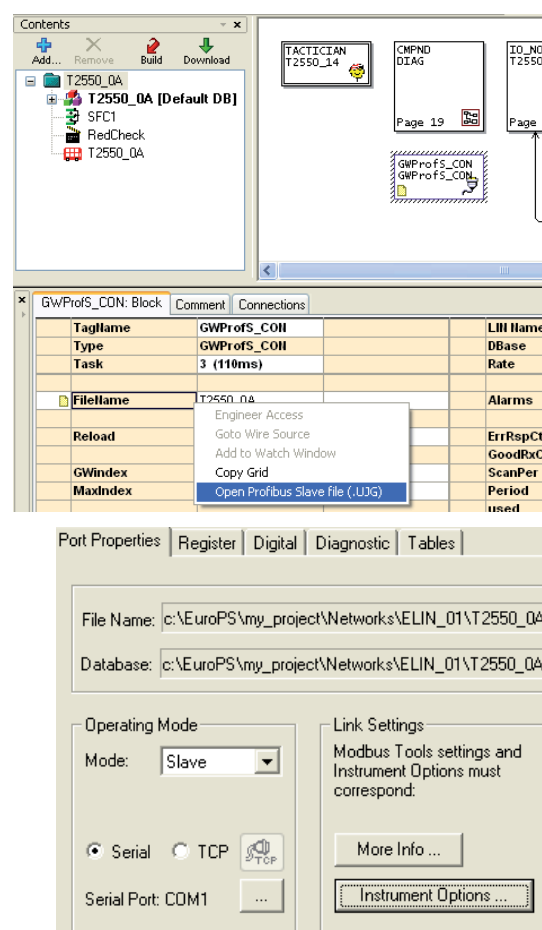 Contents
Add... Remove Build Download
T2550_0A
T2550_0A [Default DB]
SFC1
RedCheck
T2550_0A
TACTICIAN
T2550_14
CMPND
DIAG
Page 19
IO_NO
T2550
Page
GWProfS_CON
GWProfS_CON
GWProfS_CON: Block Comment Connections
TagName GWProfS_CON LIN Name
Type GWProfS_CON DBase
Task 3 (110ms) Rate
FileName T2550_0A Alarms
Engineer Access
Reload Goto Wire Source ErrRspCt
Add to Watch Window GoodRxC
GWindex Copy Grid ScanPer
MaxIndex Open Profibus Slave file (.UJG) Period
used
Port Properties Register Digital Diagnostic Tables
File Name: c:\EuroPS\my_project\Networks\ELIN_01\T2550_0A
Database: c:\EuroPS\my_project\Networks\ELIN_01\T2550_0A
Operating Mode
Mode: Slave
Serial TCP TCP
Serial Port: COM1 ...
Link Settings
Modbus Tools settings and
Instrument Options must
correspond:
More Info ...
Instrument Options ...